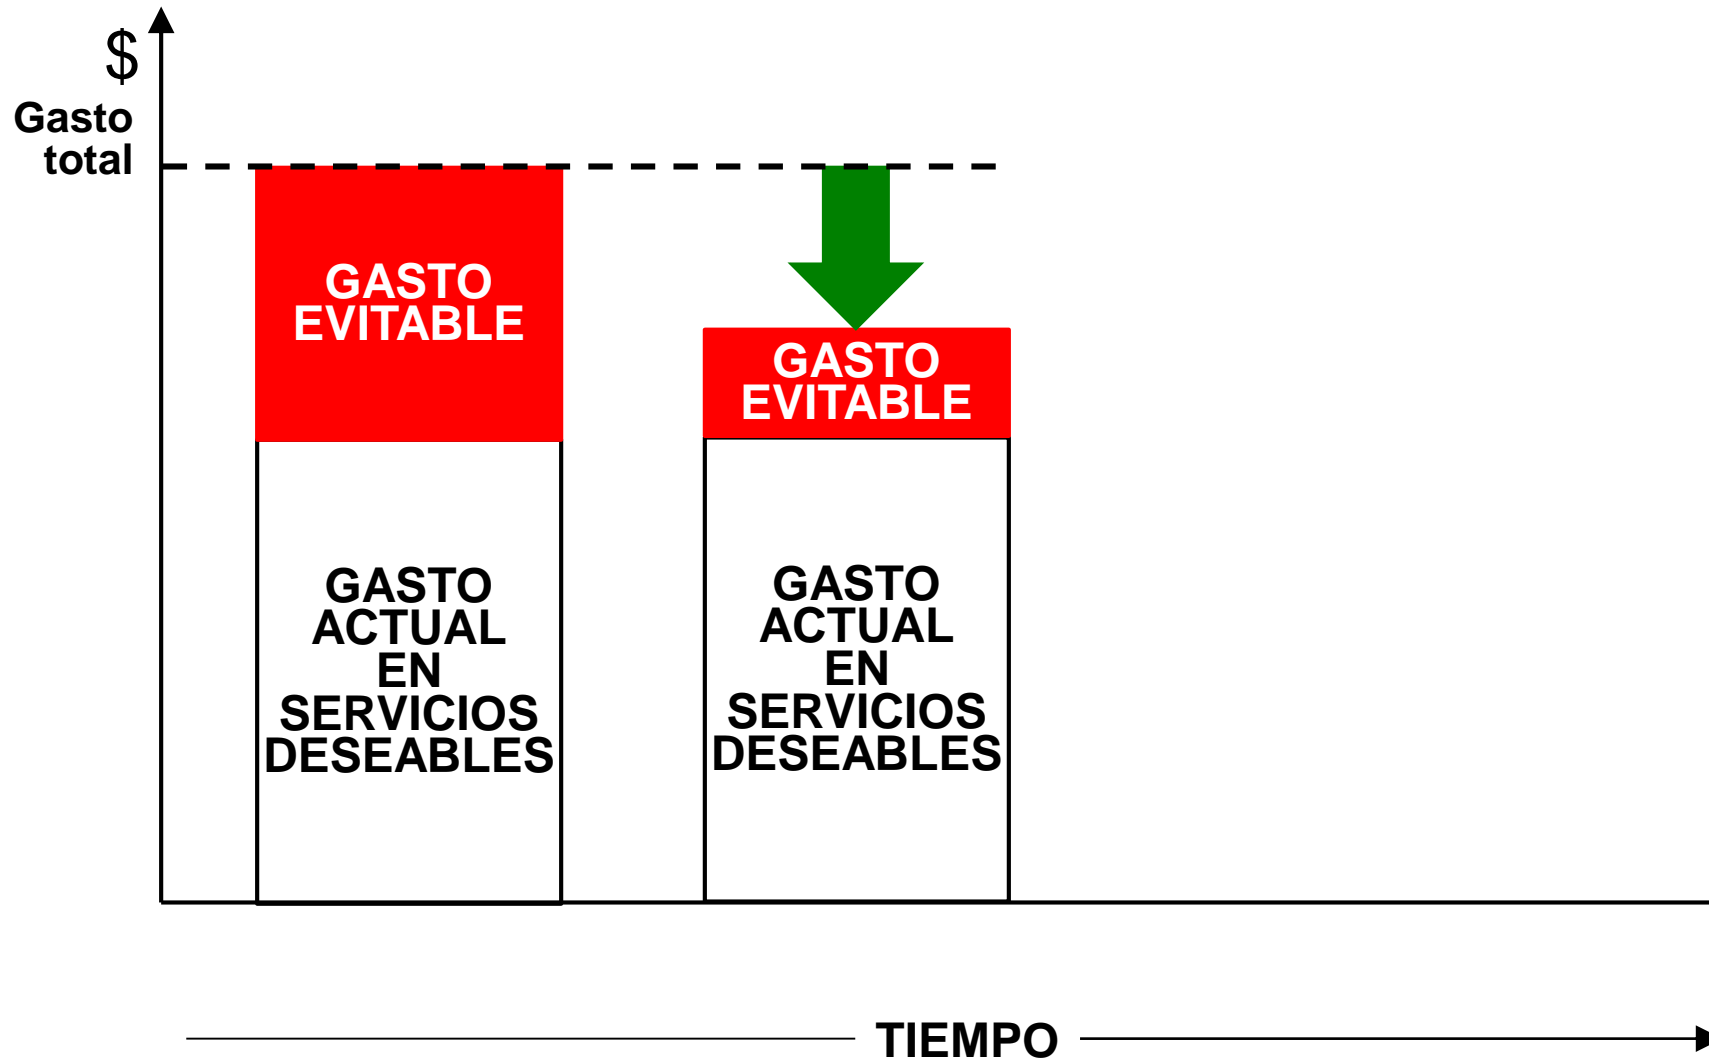 $
Gasto
total
GASTO
EVITABLE
GASTO
ACTUAL
EN
SERVICIOS
DESEABLES
GASTO
EVITABLE
GASTO
ACTUAL
EN
SERVICIOS
DESEABLES
TIEMPO